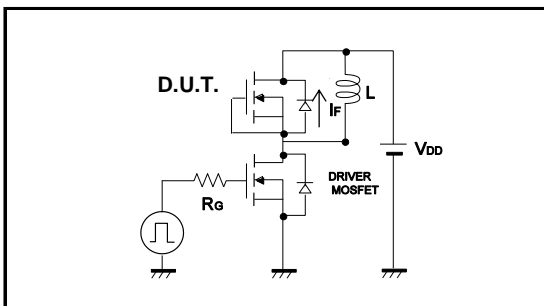 D.U.T.
IF
L
VDD
DRIVER
MOSFET
RG